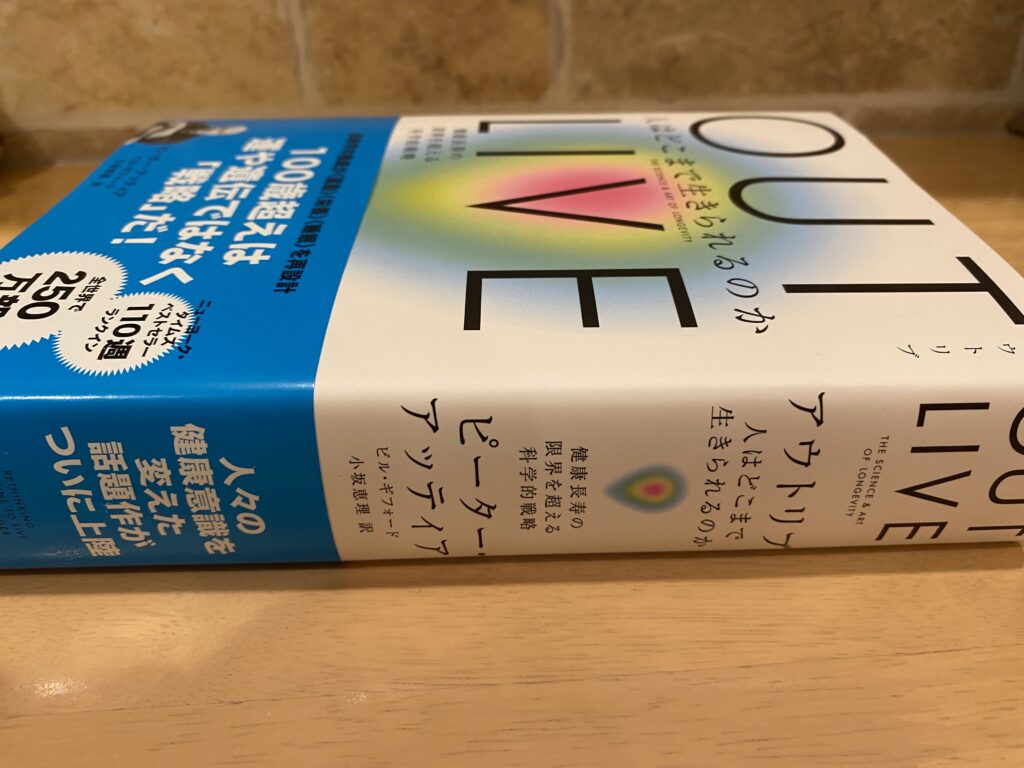 OUT
LIVE
人はどこまで生きられるのか
THE SCIENCE & ART OF LONGEVITY
健康長寿の
限界を超える
科学的戦略
ウトリブ
100歳超えは
運や遺伝ではなく
「戦略」だ!
ニューヨーク・
タイムズ
ベストセラー
110週
ランクイン
全世界で
250
OUT
LIVE
THE SCIENCE & ART
OF LONGEVITY
アウトリブ
人はどこまで
生きられるのか
健康長寿の
限界を超える
科学的戦略
ピーター・
アッティア
ビル・ギフォード
小坂恵理 訳
人々の
健康意識を
変えた
話題作が
ついに上陸
RETHINKING